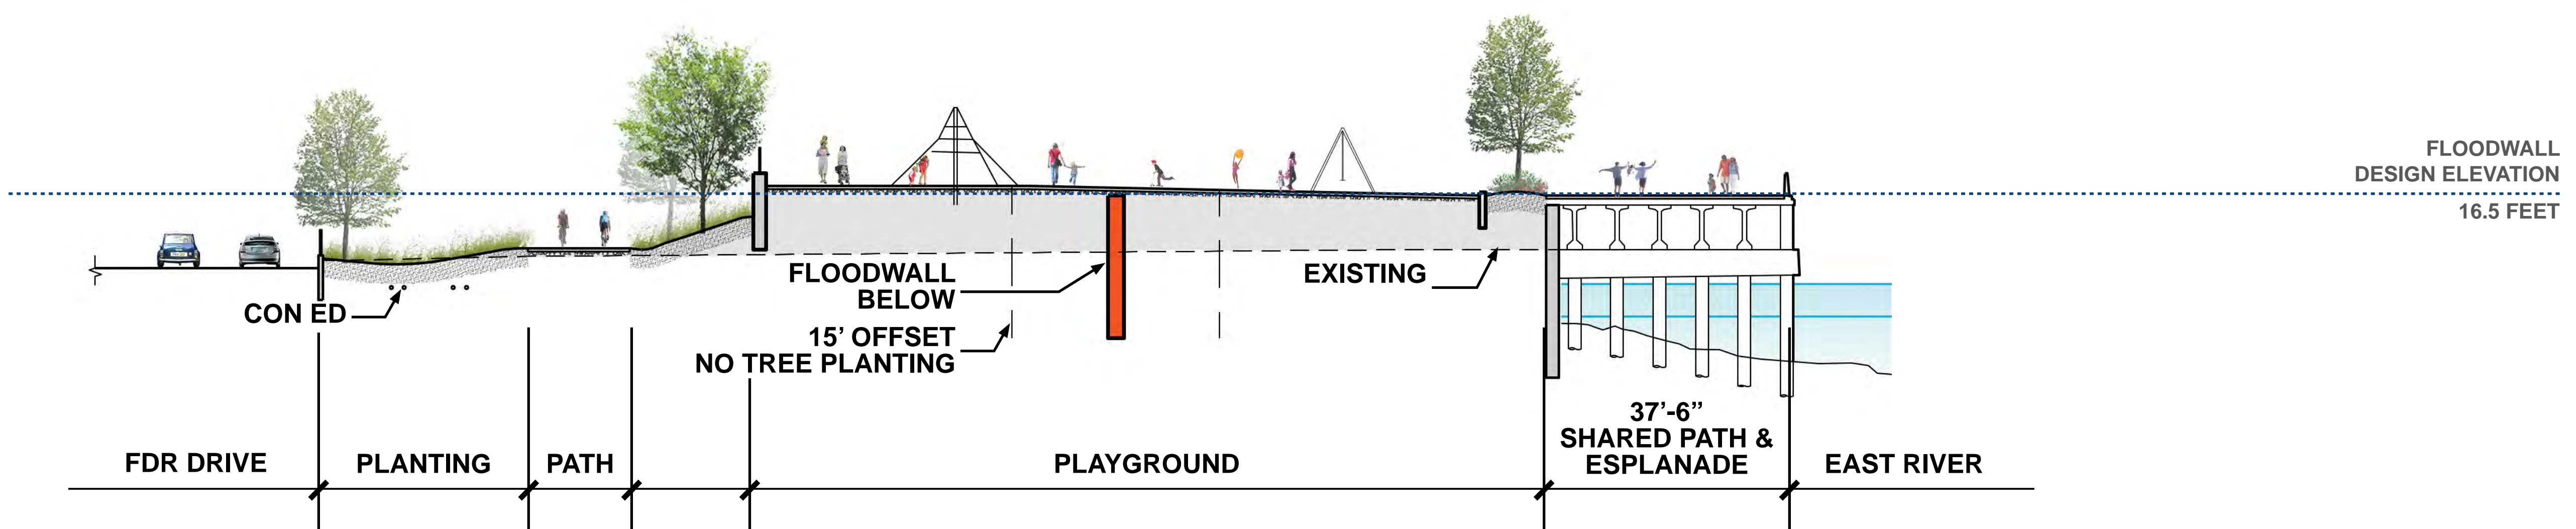 FLOODWALL
DESIGN ELEVATION
16.5 FEET
CON ED
FLOODWALL
BELOW
15’ OFFSET
NO TREE PLANTING
EXISTING
FDR DRIVE
PLANTING
PATH
PLAYGROUND
37’-6”
SHARED PATH &
ESPLANADE
EAST RIVER